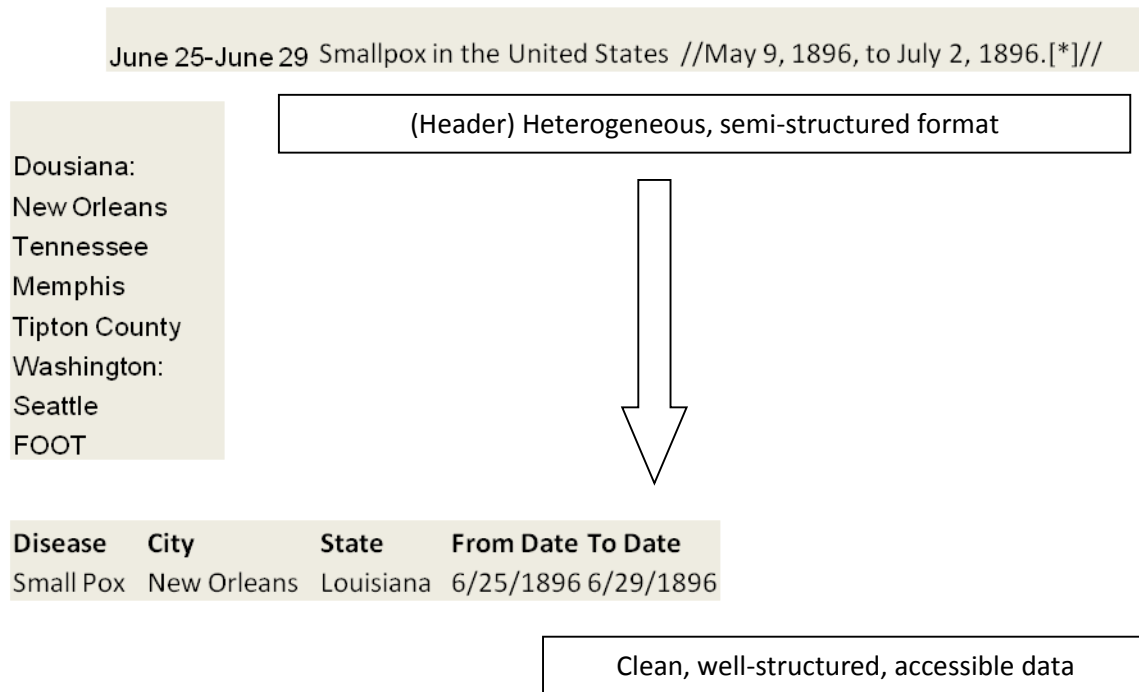 June 25-June 29 Smallpox in the United States //May 9, 1896, to July 2, 1896.[*]//
(Header) Heterogeneous, semi-structured format
Dousiana:
New Orleans
Tennessee
Memphis
Tipton County
Washington:
Seattle
FOOT
Disease City State From Date To Date
Small Pox New Orleans Louisiana 6/25/1896 6/29/1896
Clean, well-structured, accessible data